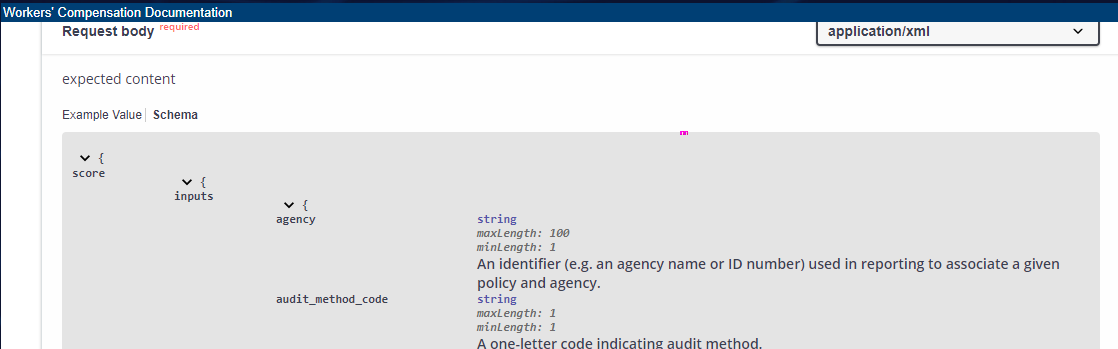 Workers' Compensation Documentation
Request body required
application/xml
expected content
Example Value Schema
{
score
{
inputs
{
agency string
maxLength: 100
minLength: 1
An identifier (e.g. an agency name or ID number) used in reporting to associate a given
policy and agency.
audit_method_code string
maxLength: 1
minLength: 1
A one-letter code indicating audit method.